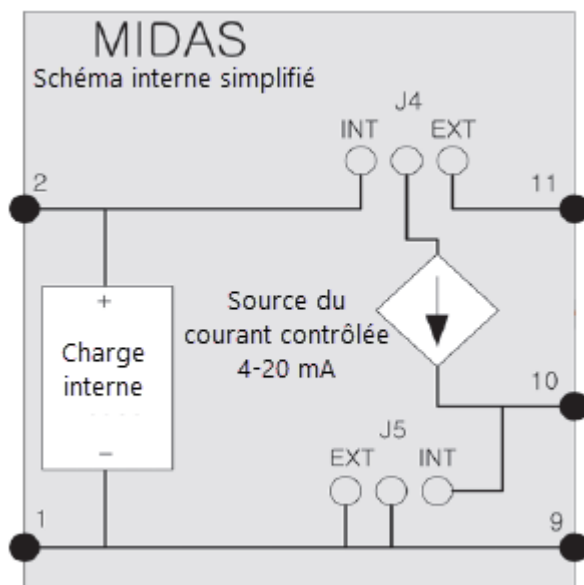 MIDAS
Schéma interne simplifié
J4
INT EXT
2
11
+
Charge
interne
−
Source du
courant contrôlée
4-20 mA
10
J5
EXT INT
1
9